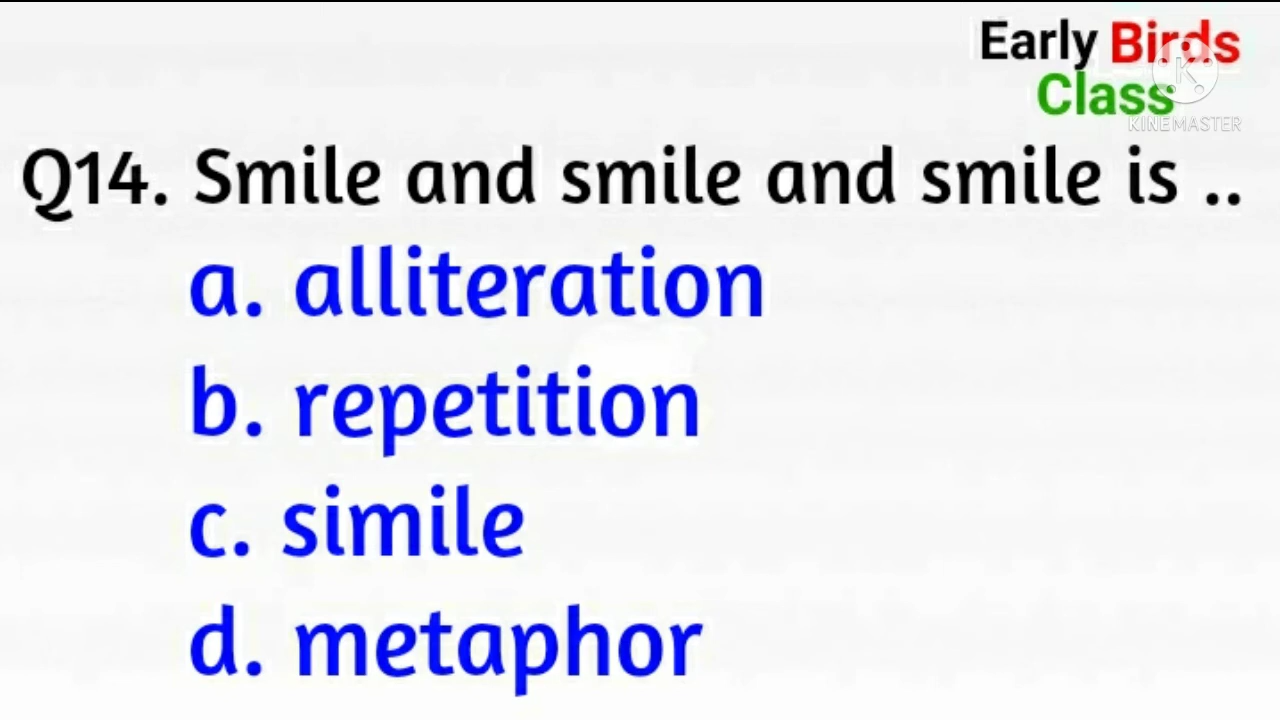 Early Birds
Class
KINEMASTER
Q14. Smile and smile and smile is ..
a. alliteration
b. repetition
c. simile
d. metaphor